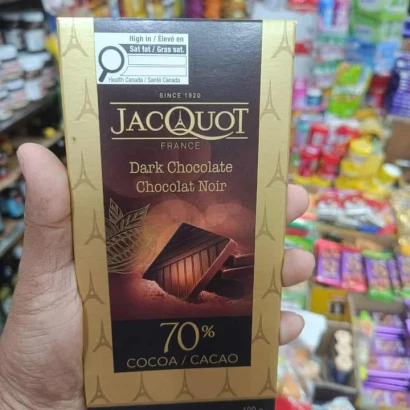 High in / Élevé en
Sat fat / Gras sat.
Health Canada / Santé Canada
SINCE 1920
JACQUOT
FRANCE
Dark Chocolate
Chocolat Noir
70%
COCOA / CACAO